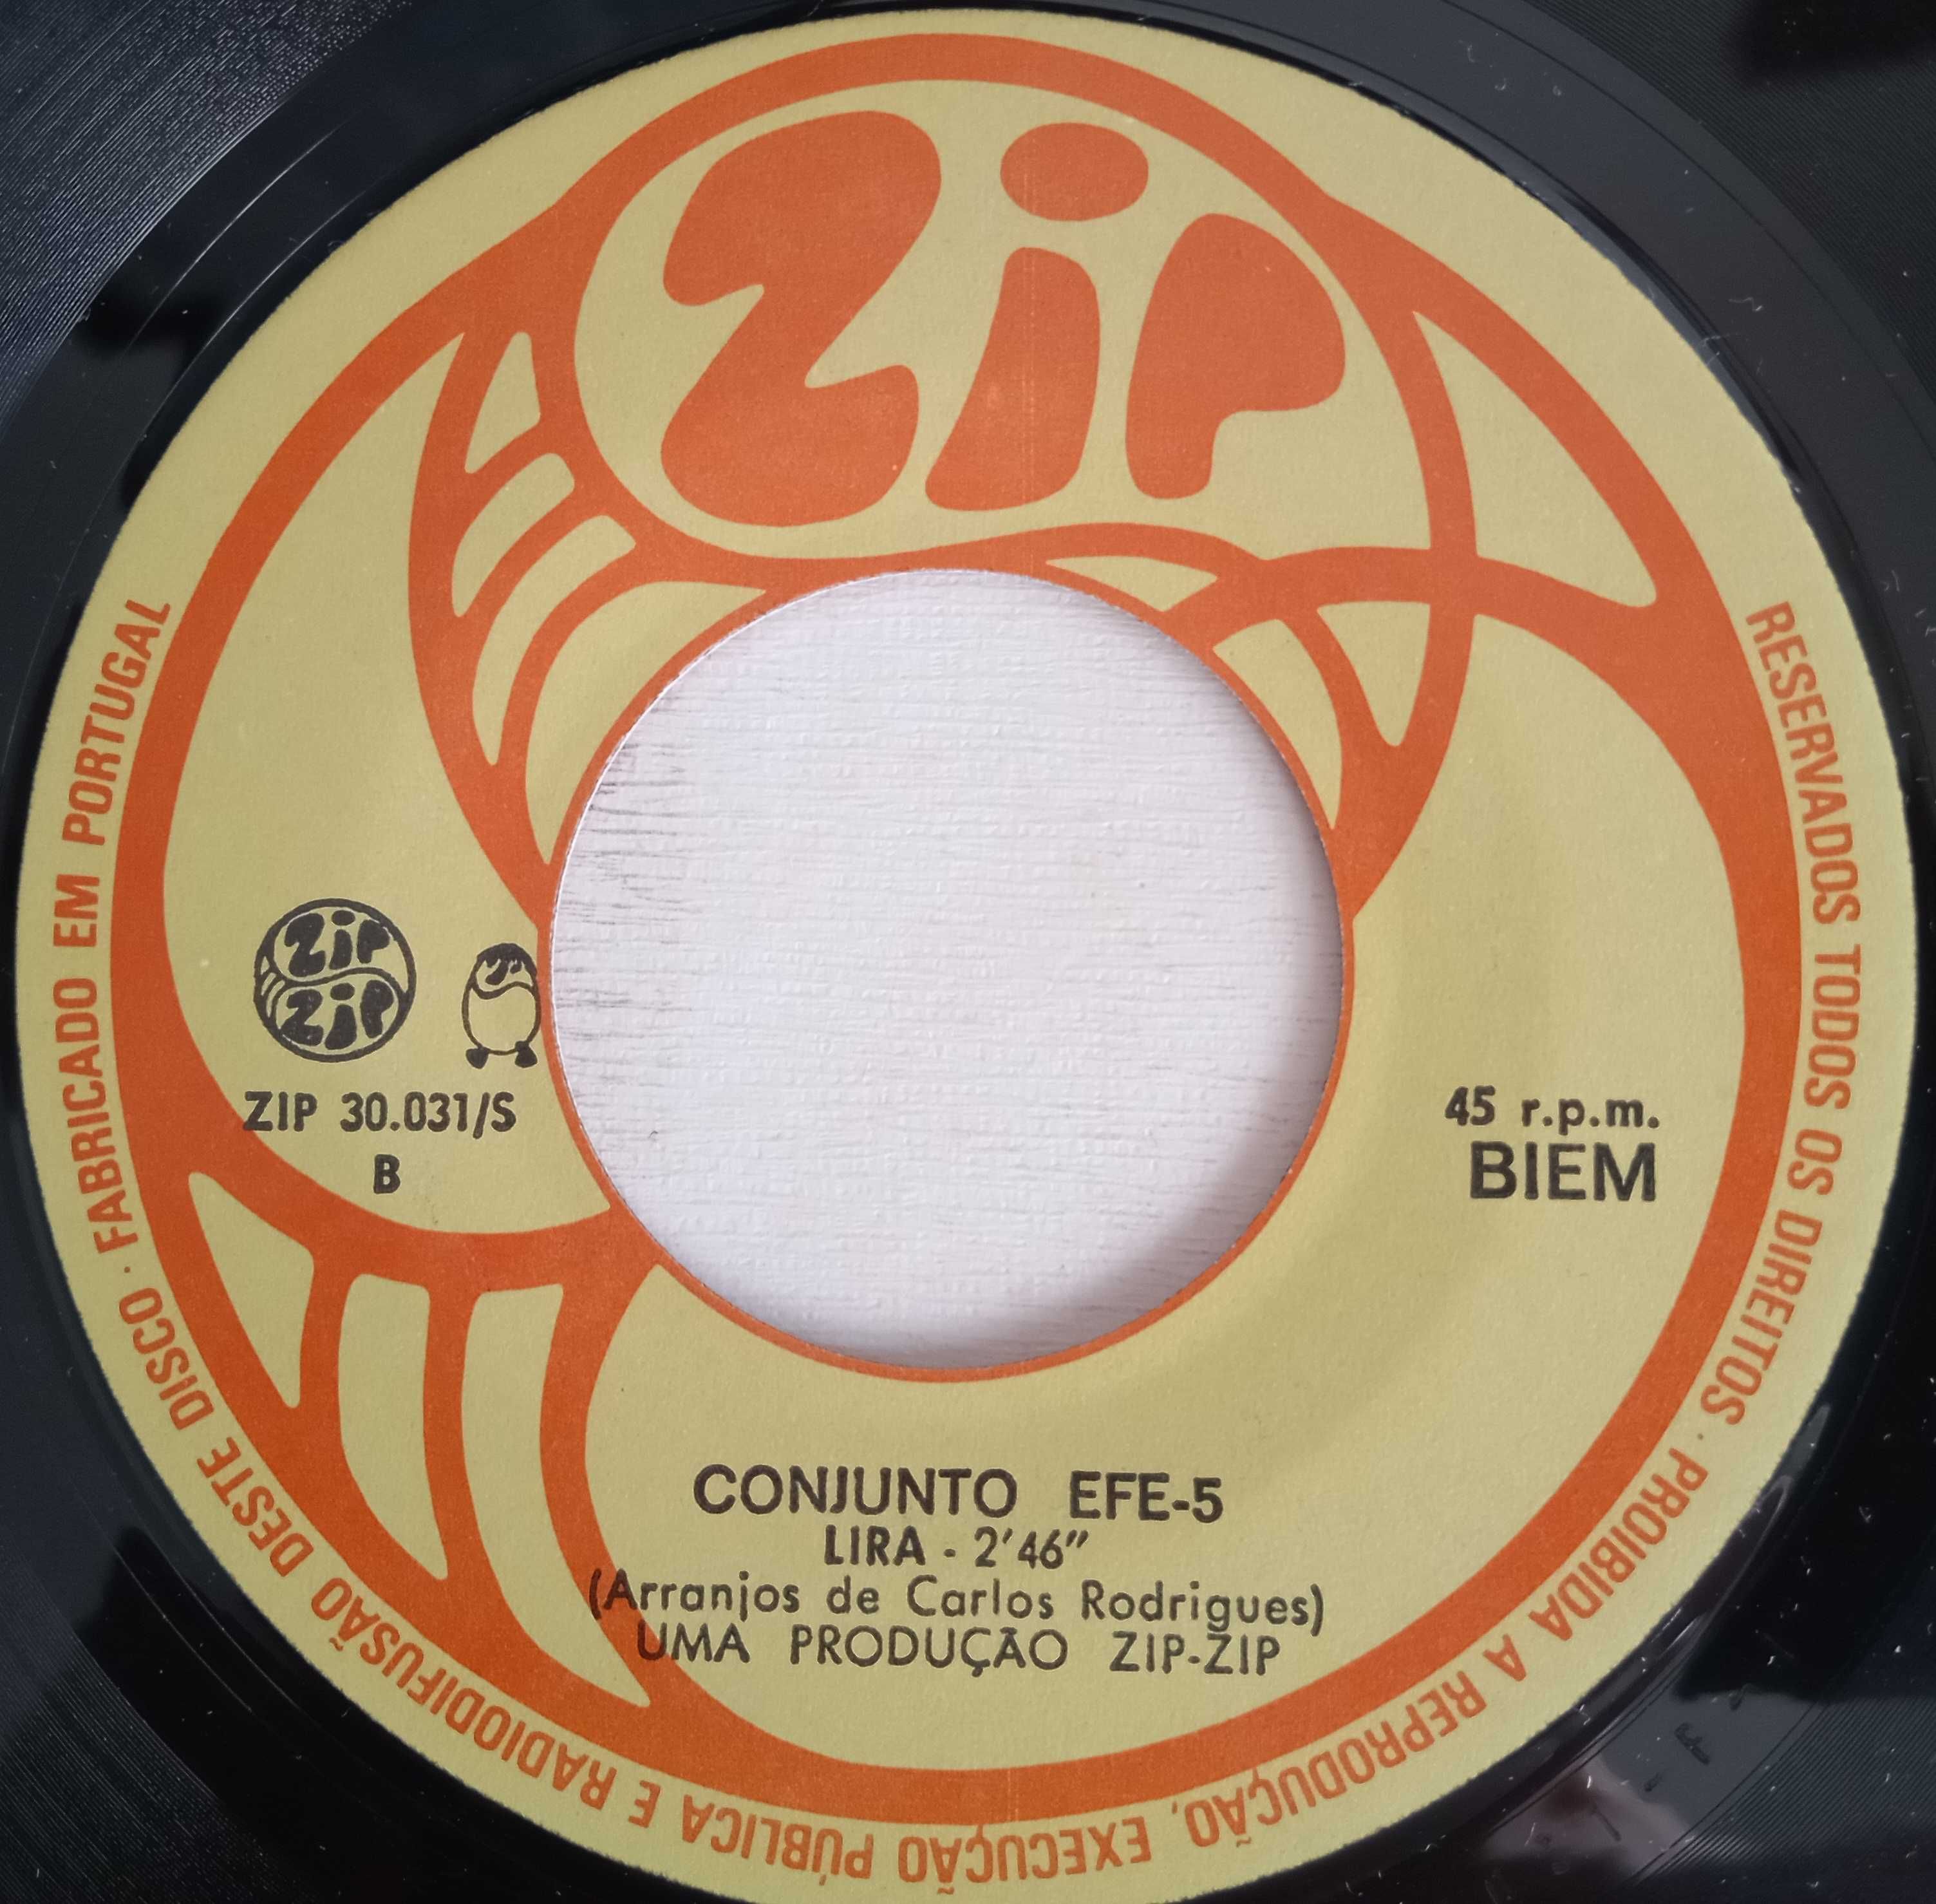 Zip
Zip
Zip
ZIP 30.031/S
B
45 r.p.m.
BIEM
CONJUNTO EFE-5
LIRA - 2'46"
(Arranjos de Carlos Rodrigues)
UMA PRODUÇÃO ZIP-ZIP
RESERVADOS TODOS OS DIREITOS · PROIBIDA A REPRODUÇÃO, EXECUÇÃO PÚBLICA E RADIODIFUSÃO DESTE DISCO · FABRICADO EM PORTUGAL